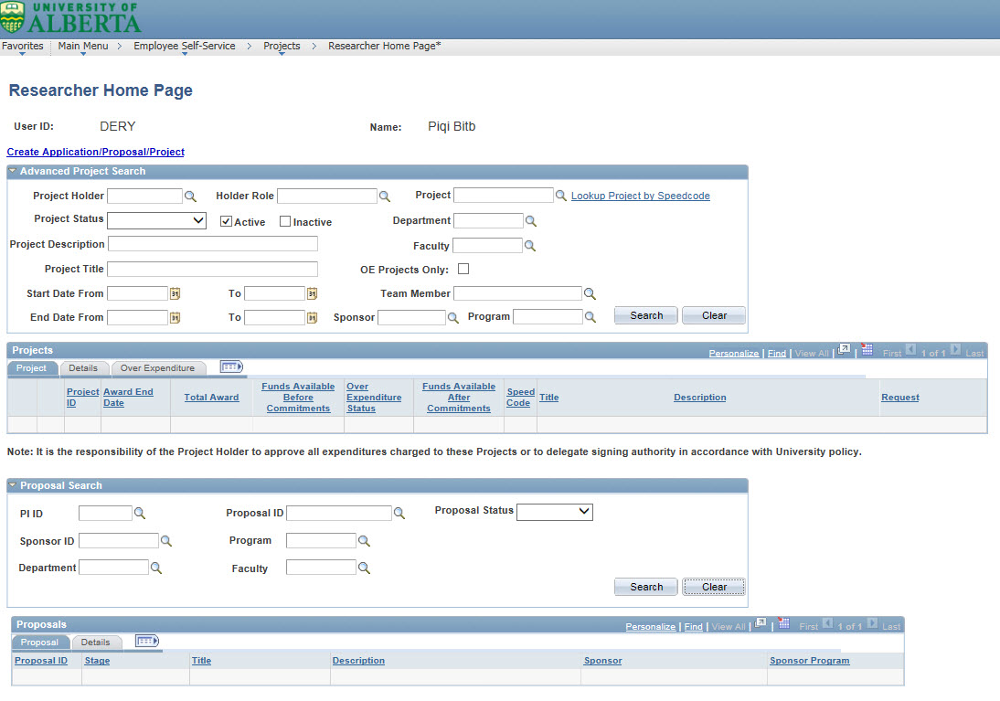 UNIVERSITY OF
ALBERTA
Favorites Main Menu > Employee Self-Service > Projects > Researcher Home Page*
Researcher Home Page
User ID: DERY Name: Piqi Bitb
Create Application/Proposal/Project
Advanced Project Search
Project Holder Holder Role Project Lookup Project by Speedcode
Project Status Active Inactive Department
Project Description Faculty
Project Title OE Projects Only:
Start Date From 31 To 31 Team Member
End Date From 31 To 31 Sponsor Program Search Clear
Projects Personalize | Find | View All | | First 1 of 1 Last
Project Details Over Expenditure
Project ID Award End Date Total Award Funds Available Before Commitments Over Expenditure Status Funds Available After Commitments Speed Code Title Description Request
Note: It is the responsibility of the Project Holder to approve all expenditures charged to these Projects or to delegate signing authority in accordance with University policy.
Proposal Search
PI ID Proposal ID Proposal Status
Sponsor ID Program
Department Faculty
Search Clear
Proposals Personalize | Find | View All | | First 1 of 1 Last
Proposal Details
Proposal ID Stage Title Description Sponsor Sponsor Program